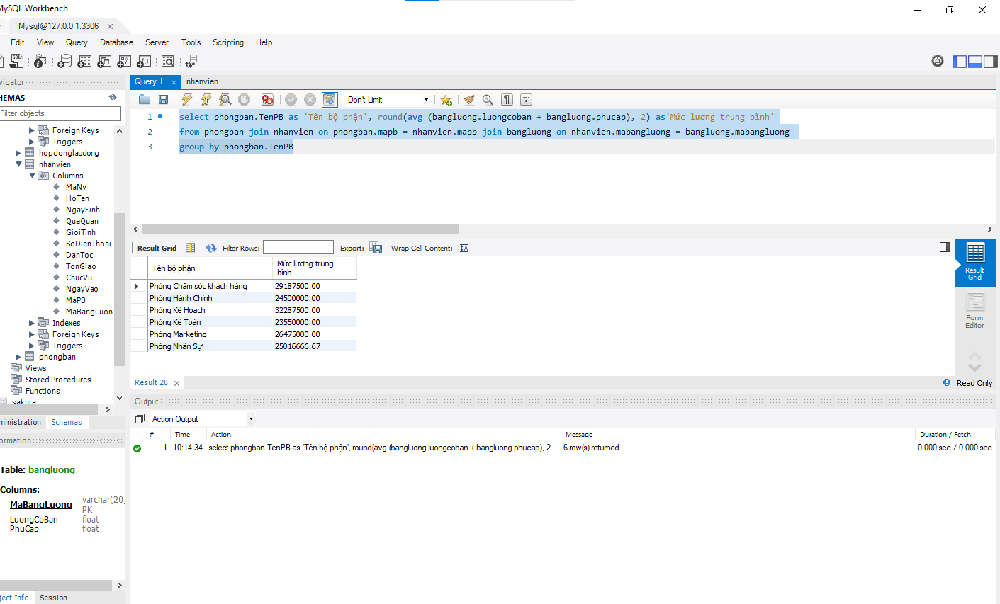 MySQL Workbench
Mysql@127.0.0.1:3306
Edit View Query Database Server Tools Scripting Help
vigator
HEMAS
Filter objects
Foreign Keys
Triggers
hopdonglaodong
nhanvien
Columns
MaNv
HoTen
NgaySinh
QueQuan
GioiTinh
SoDienThoai
DanToc
TonGiao
ChucVu
NgayVao
MaPB
MaBangLuong
Indexes
Foreign Keys
Triggers
phongban
Views
Stored Procedures
Functions
sakura
ministration Schemas
formation
Table: bangluong
Columns:
MaBangLuong varchar(20)
PK
LuongCoBan float
PhuCap float
ject Info Session
Query 1 nhanvien
Don't Limit
1 select phongban.TenPB as 'Tên bộ phận', round(avg (bangluong.luongcoban + bangluong.phucap), 2) as'Mức lương trung bình'
2 from phongban join nhanvien on phongban.mapb = nhanvien.mapb join bangluong on nhanvien.mabangluong = bangluong.mabangluong
3 group by phongban.TenPB
Result Grid Filter Rows: Export: Wrap Cell Content: IA
Tên bộ phận Mức lương trung bình
Phòng Chăm sóc khách hàng 29187500.00
Phòng Hành Chính 24500000.00
Phòng Kế Hoạch 32287500.00
Phòng Kế Toán 23550000.00
Phòng Marketing 26475000.00
Phòng Nhân Sự 25016666.67
Result Grid
Form Editor
Result 28 Read Only
Output
Action Output
# Time Action Message Duration / Fetch
1 10:14:34 select phongban.TenPB as 'Tên bộ phận', round(avg (bangluong.luongcoban + bangluong.phucap), 2... 6 row(s) returned 0.000 sec / 0.000 sec